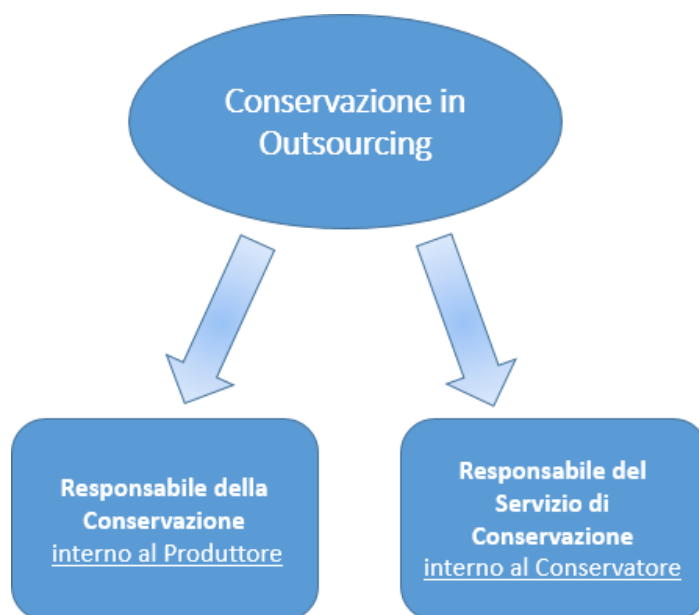 Conservazione in
Outsourcing
Responsabile della
Conservazione
interno al Produttore
Responsabile del
Servizio di
Conservazione
interno al Conservatore